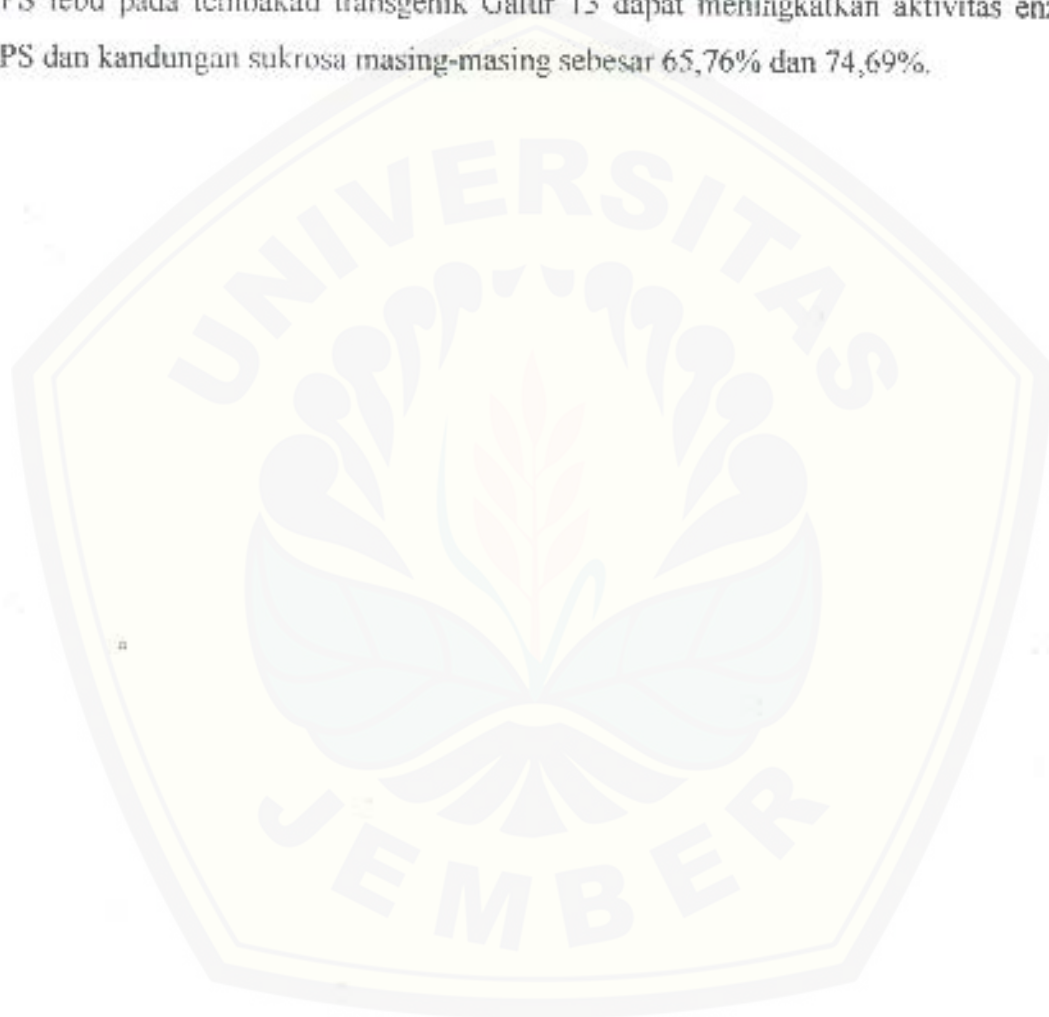 tebu pada tembakau transgenik Galur 13 dapat meningkatkan aktivitas
PS dan kandungan sukrosa masing-masing sebesar 65,76% dan 74,69%.
UNIVERSITAS
JEMBER